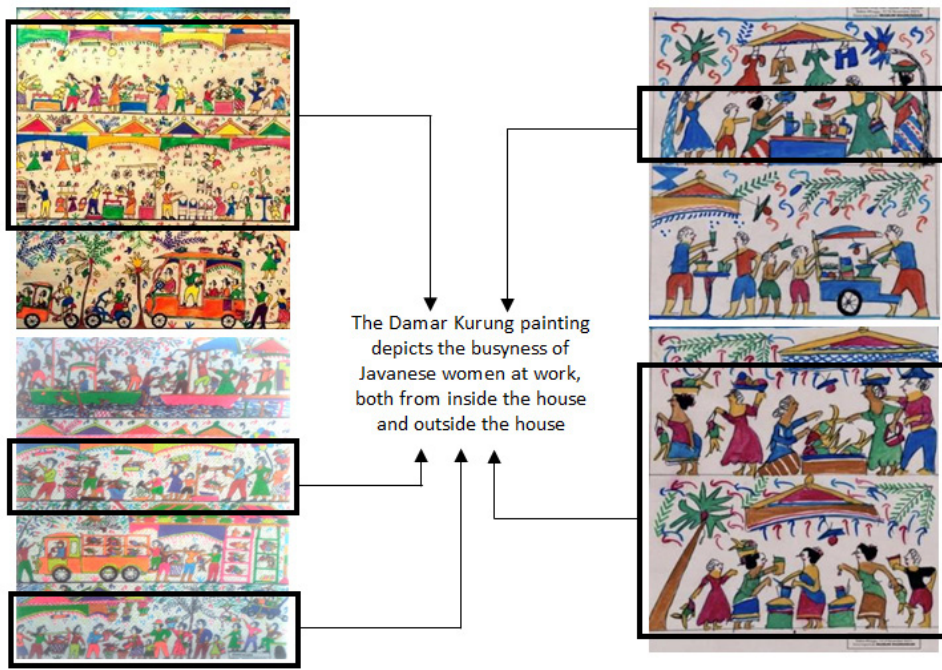 The Damar Kurung painting
depicts the busyness of
Javanese women at work,
both from inside the house
and outside the house